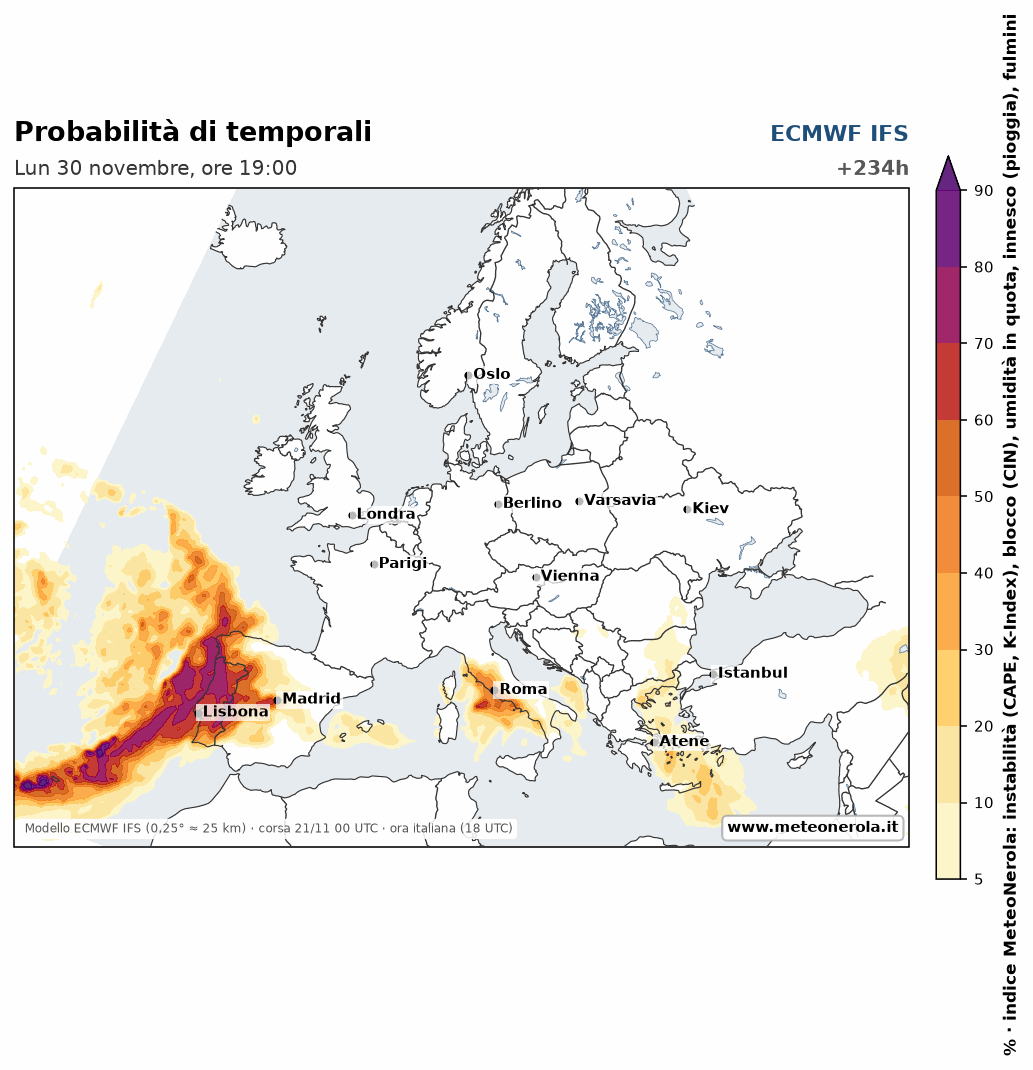 Probabilità di temporali
ECMWF IFS
Lun 30 novembre, ore 19:00
+234h
Oslo
Londra
Berlino
Varsavia
Kiev
Parigi
Vienna
Roma
Istanbul
Madrid
Lisbona
Atene
Modello ECMWF IFS (0,25° ≈ 25 km) · corsa 21/11 00 UTC · ora italiana (18 UTC)
www.meteonerola.it
90
80
70
60
50
40
30
20
10
5
% · indice MeteoNerola: instabilità (CAPE, K-Index), blocco (CIN), umidità in quota, innesco (pioggia), fulmini